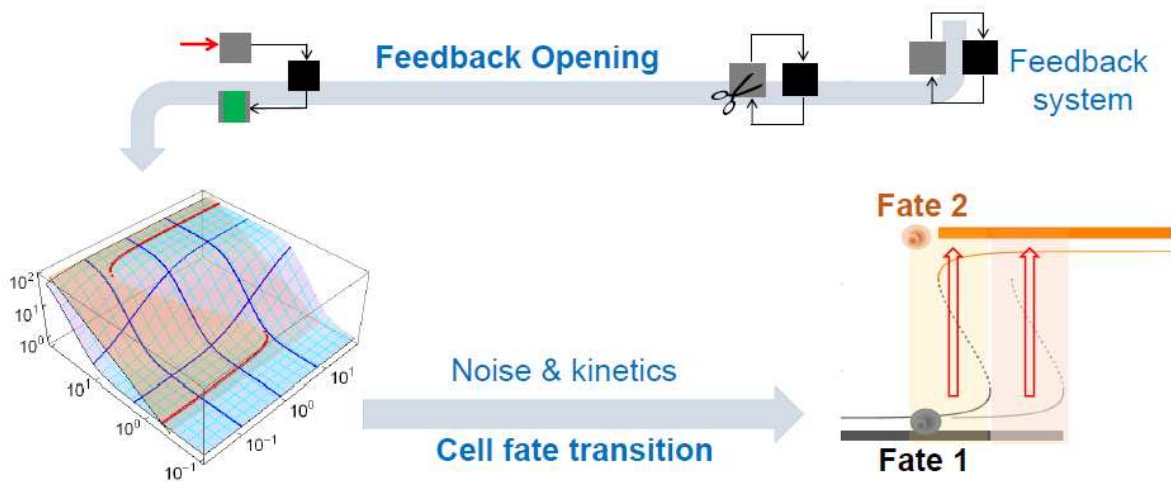 Feedback Opening
Feedback
system
10²
10¹
10⁰
10¹
10⁰
10⁻¹
10⁻¹
10⁰
10¹
Noise & kinetics
Cell fate transition
Fate 2
Fate 1